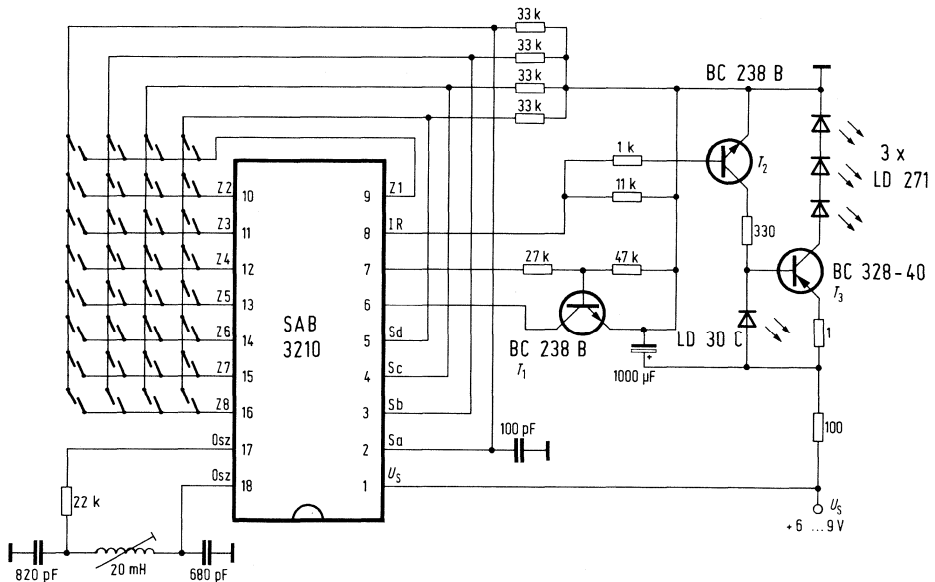 33 k
33 k
33 k
33 k
BC 238 B
1 k
T2
3 x
LD 271
Z2
10
9
Z1
11 k
Z3
11
8
IR
330
Z4
12
7
27 k
47 k
BC 328-40
T3
Z5
13
6
SAB
3210
Z6
14
5
Sd
BC 238 B
T1
LD 30 C
1
+
1000 µF
Z7
15
4
Sc
Z8
16
3
Sb
Osz
17
2
Sa
100 pF
100
Osz
18
1
US
22 k
US
+6 ...9V
820 pF
20 mH
680 pF